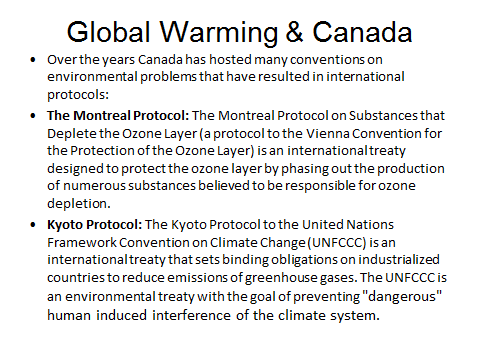 Global Warming & Canada
• Over the years Canada has hosted many conventions on
environmental problems that have resulted in international
protocols:
• The Montreal Protocol: The Montreal Protocol on Substances that
Deplete the Ozone Layer (a protocol to the Vienna Convention for
the Protection of the Ozone Layer) is an international treaty
designed to protect the ozone layer by phasing out the production
of numerous substances believed to be responsible for ozone
depletion.
• Kyoto Protocol: The Kyoto Protocol to the United Nations
Framework Convention on Climate Change (UNFCCC) is an
international treaty that sets binding obligations on industrialized
countries to reduce emissions of greenhouse gases. The UNFCCC is
an environmental treaty with the goal of preventing "dangerous"
human induced interference of the climate system.